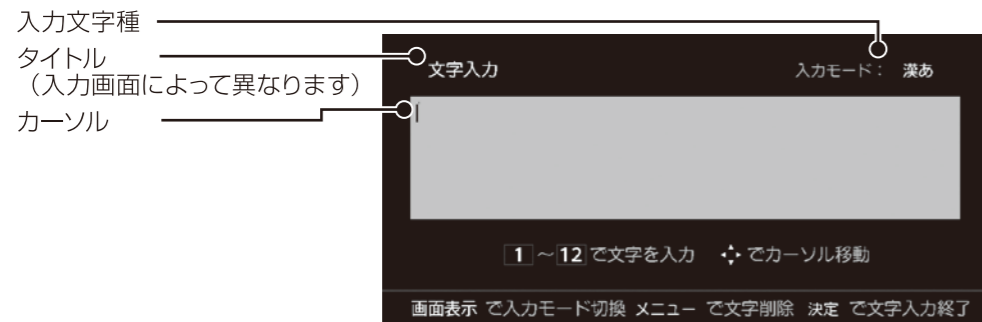 入力文字種
タイトル
（入力画面によって異なります）
カーソル
文字入力 入力モード： 漢あ
1 ～ 12 で文字を入力 でカーソル移動
画面表示 で入力モード切換 メニュー で文字削除 決定 で文字入力終了